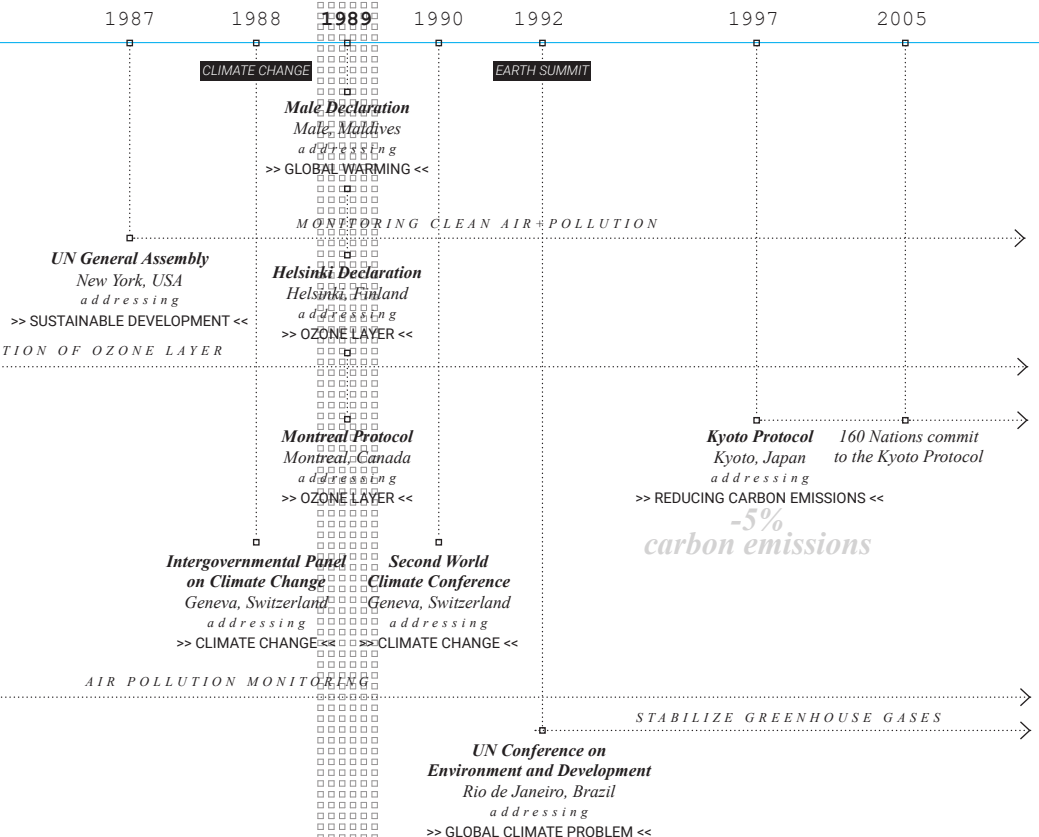 1987 1988 1989 1990 1992 1997 2005
CLIMATE CHANGE
EARTH SUMMIT
Male Declaration
Male, Maldives
addressing
>> GLOBAL WARMING <<
MONITORING CLEAN AIR+POLLUTION
UN General Assembly
New York, USA
addressing
>> SUSTAINABLE DEVELOPMENT <<
Helsinki Declaration
Helsinki, Finland
addressing
>> OZONE LAYER <<
TION OF OZONE LAYER
Montreal Protocol
Montreal, Canada
addressing
>> OZONE LAYER <<
Kyoto Protocol
Kyoto, Japan
addressing
>> REDUCING CARBON EMISSIONS <<
-5%
carbon emissions
160 Nations commit
to the Kyoto Protocol
Intergovernmental Panel
on Climate Change
Geneva, Switzerland
addressing
>> CLIMATE CHANGE <<
Second World
Climate Conference
Geneva, Switzerland
addressing
>> CLIMATE CHANGE <<
AIR POLLUTION MONITORING
STABILIZE GREENHOUSE GASES
UN Conference on
Environment and Development
Rio de Janeiro, Brazil
addressing
>> GLOBAL CLIMATE PROBLEM <<